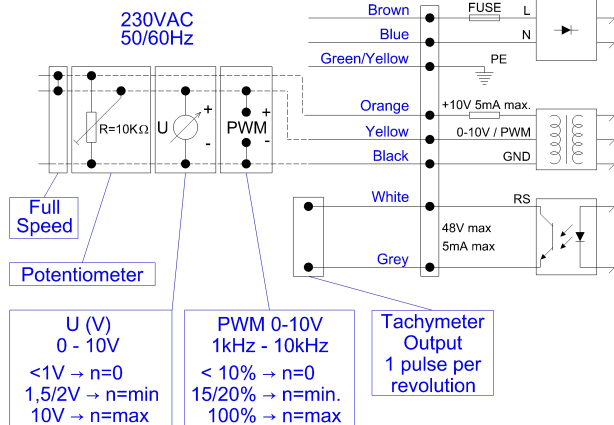 230VAC
50/60Hz
Brown
FUSE
L
Blue
N
Green/Yellow
PE
Orange
+10V 5mA max.
Yellow
0-10V / PWM
Black
GND
R=10KΩ
U
+
-
PWM
+
-
White
RS
48V max
5mA max
Grey
Full
Speed
Potentiometer
U (V)
0 - 10V
<1V → n=0
1,5/2V → n=min
10V → n=max
PWM 0-10V
1kHz - 10kHz
< 10% → n=0
15/20% → n=min.
100% → n=max
Tachymeter
Output
1 pulse per
revolution